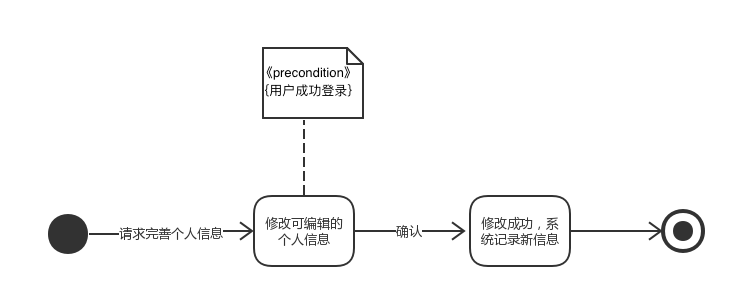 《precondition》
{用户成功登录}
请求完善个人信息
修改可编辑的
个人信息
确认
修改成功，系
统记录新信息